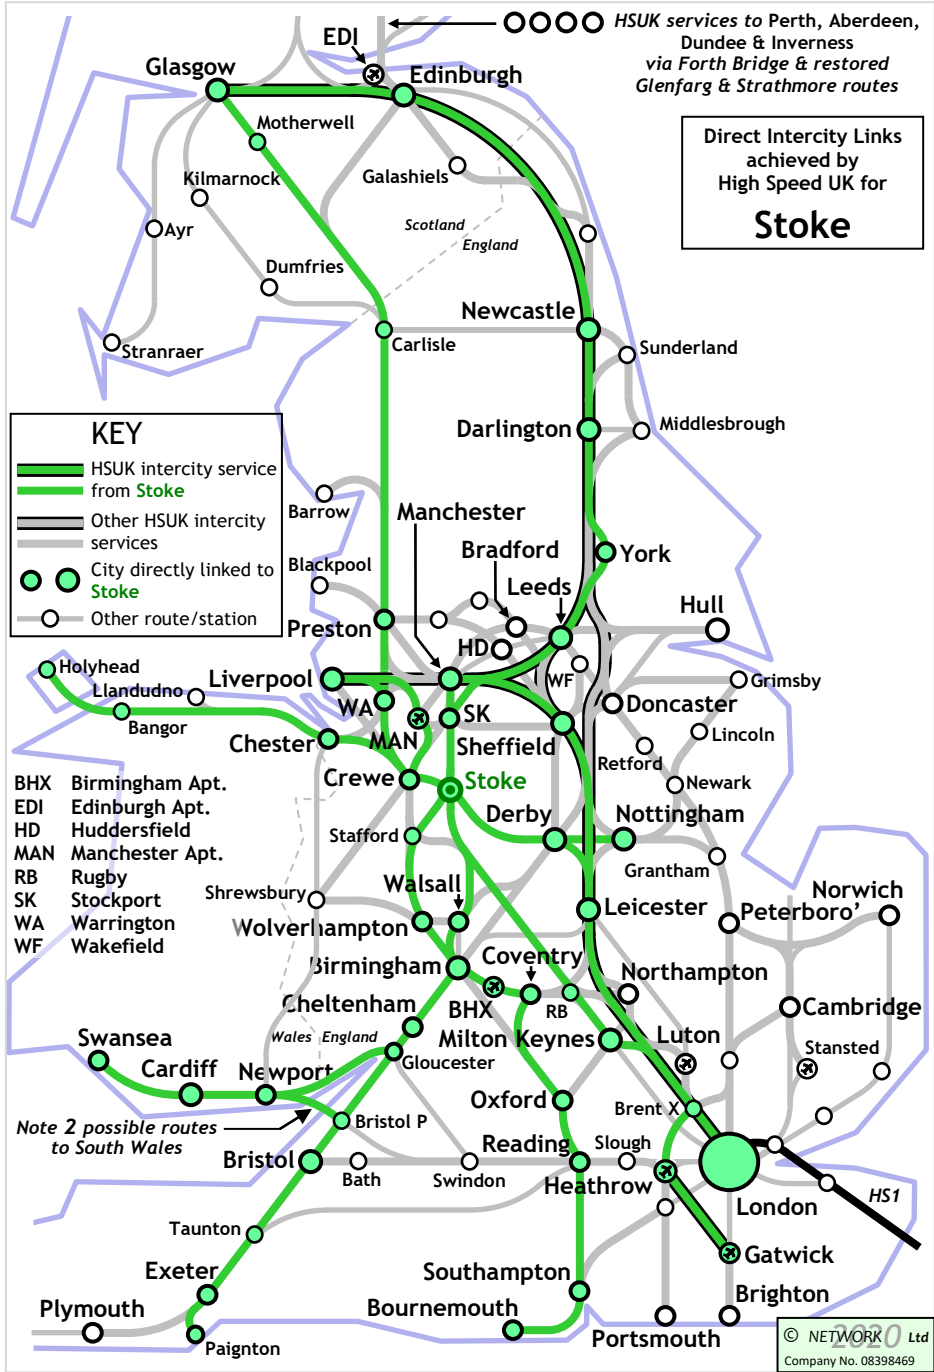 HSUK services to Perth, Aberdeen,
Dundee & Inverness
via Forth Bridge & restored
Glenfarg & Strathmore routes
EDI
Glasgow
Edinburgh
Direct Intercity Links
achieved by
High Speed UK for
Stoke
Motherwell
Kilmarnock
Galashiels
Ayr
Scotland
England
Dumfries
Newcastle
Stranraer
Carlisle
Sunderland
Darlington
Middlesbrough
KEY
HSUK intercity service
from Stoke
Other HSUK intercity
services
City directly linked to
Stoke
Other route/station
Barrow
Manchester
Bradford
York
Blackpool
Leeds
Hull
Preston
HD
Holyhead
Llandudno
Liverpool
WF
Grimsby
Bangor
WA
SK
Doncaster
Chester
MAN
Sheffield
Lincoln
Retford
Crewe
Stoke
Newark
BHX Birmingham Apt.
EDI Edinburgh Apt.
HD Huddersfield
MAN Manchester Apt.
RB Rugby
SK Stockport
WA Warrington
WF Wakefield
Derby
Nottingham
Stafford
Grantham
Shrewsbury
Walsall
Norwich
Wolverhampton
Leicester
Peterboro'
Birmingham
Coventry
Northampton
BHX
RB
Cheltenham
Cambridge
Wales England
Milton Keynes
Luton
Stansted
Swansea
Gloucester
Cardiff
Newport
Oxford
Brent X
Note 2 possible routes
to South Wales
Bristol P
Reading
Slough
Bristol
Bath
Swindon
Heathrow
London
HS1
Taunton
Gatwick
Exeter
Southampton
Brighton
Plymouth
Bournemouth
Paignton
Portsmouth
© NETWORK 2020 Ltd
Company No. 08398469